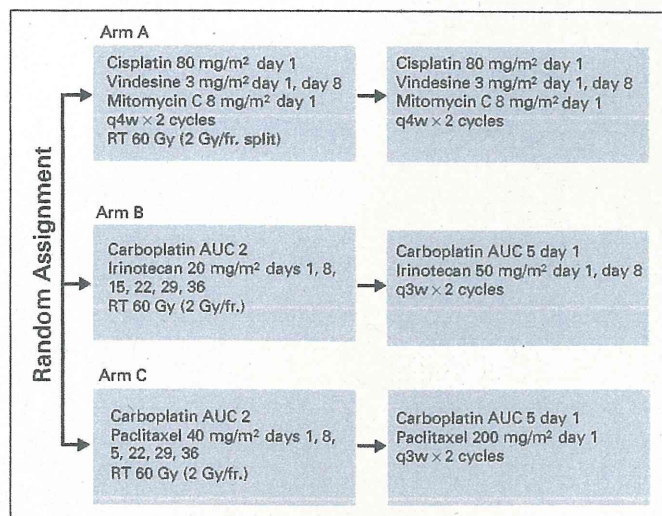 Random Assignment
Arm A
Cisplatin 80 mg/m² day 1
Vindesine 3 mg/m² day 1, day 8
Mitomycin C 8 mg/m² day 1
q4w × 2 cycles
RT 60 Gy (2 Gy/fr. split)
Cisplatin 80 mg/m² day 1
Vindesine 3 mg/m² day 1, day 8
Mitomycin C 8 mg/m² day 1
q4w × 2 cycles
Arm B
Carboplatin AUC 2
Irinotecan 20 mg/m² days 1, 8,
15, 22, 29, 36
RT 60 Gy (2 Gy/fr.)
Carboplatin AUC 5 day 1
Irinotecan 50 mg/m² day 1, day 8
q3w × 2 cycles
Arm C
Carboplatin AUC 2
Paclitaxel 40 mg/m² days 1, 8,
5, 22, 29, 36
RT 60 Gy (2 Gy/fr.)
Carboplatin AUC 5 day 1
Paclitaxel 200 mg/m² day 1
q3w × 2 cycles